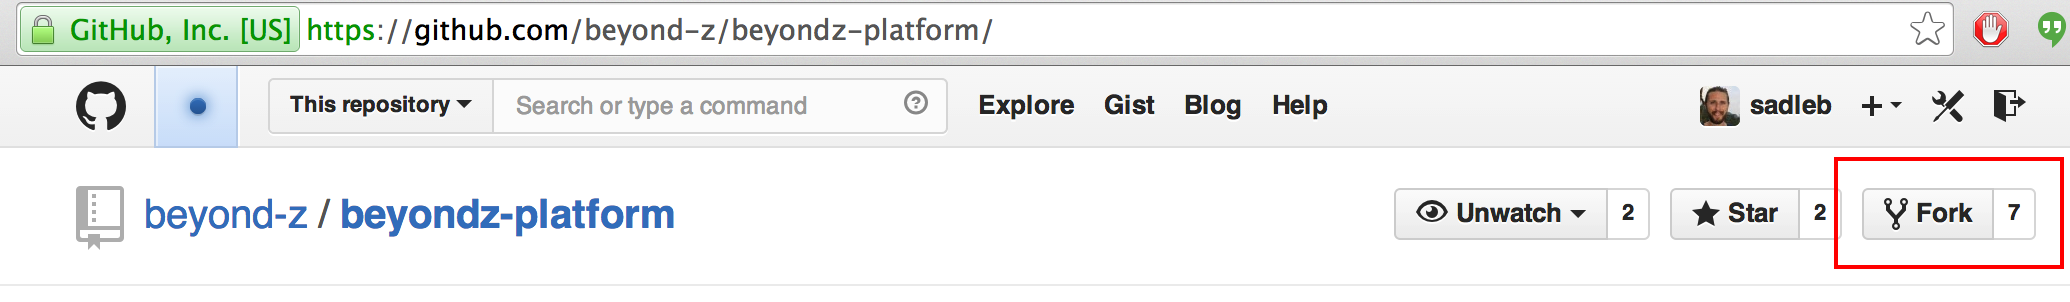 GitHub, Inc. [US] https://github.com/beyond-z/beyondz-platform/
This repository Search or type a command Explore Gist Blog Help sadleb
beyond-z / beyondz-platform Unwatch 2 Star 2 Fork 7